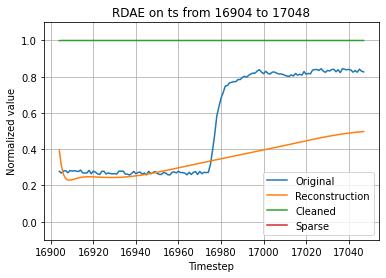 RDAE on ts from 16904 to 17048
Normalized value
1.0
0.8
0.6
0.4
0.2
0.0
Original
Reconstruction
Cleaned
Sparse
16900 16920 16940 16960 16980 17000 17020 17040
Timestep